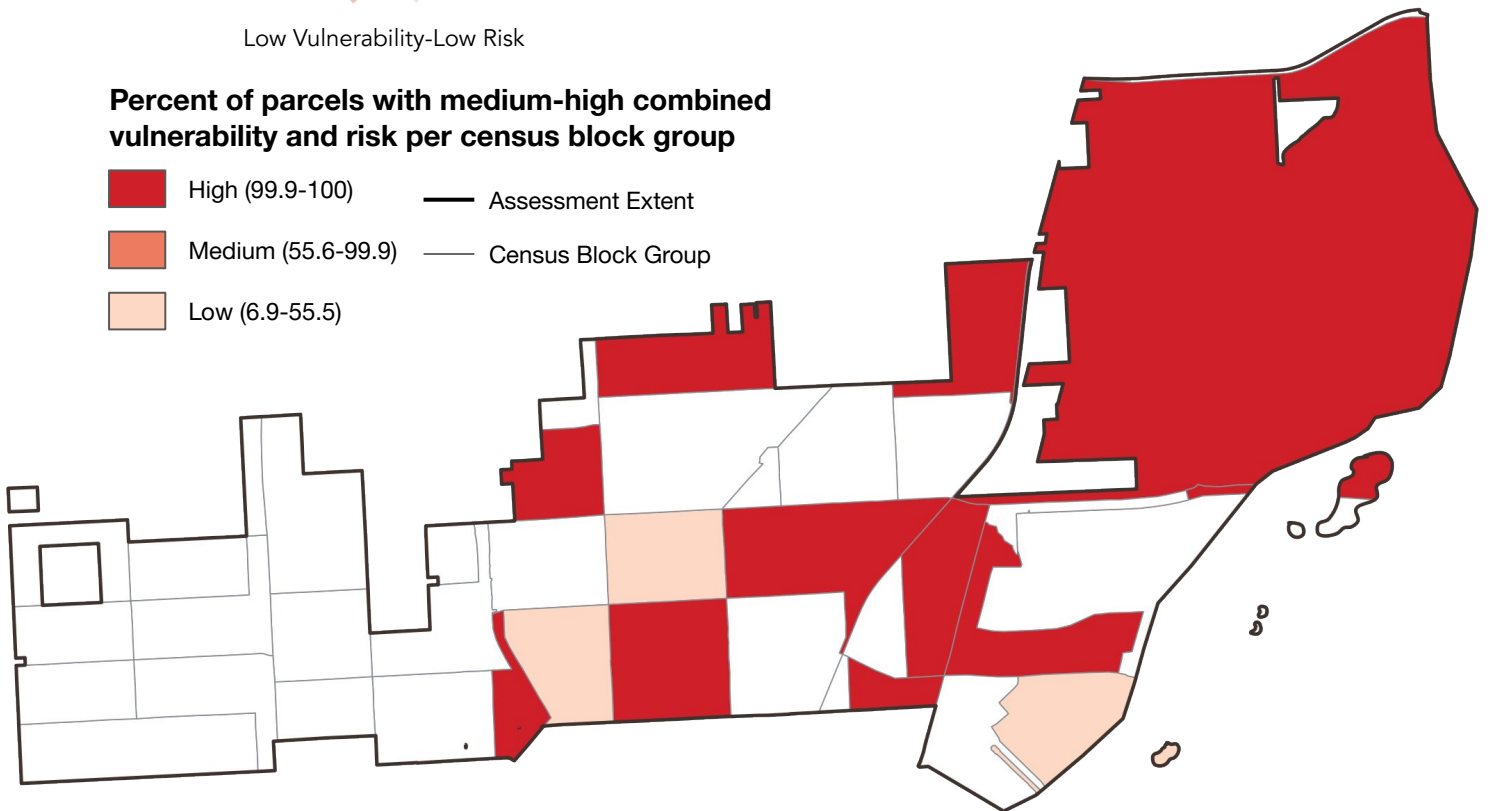 Low Vulnerability-Low Risk
Percent of parcels with medium-high combined
vulnerability and risk per census block group
High (99.9-100)
Assessment Extent
Medium (55.6-99.9)
Census Block Group
Low (6.9-55.5)